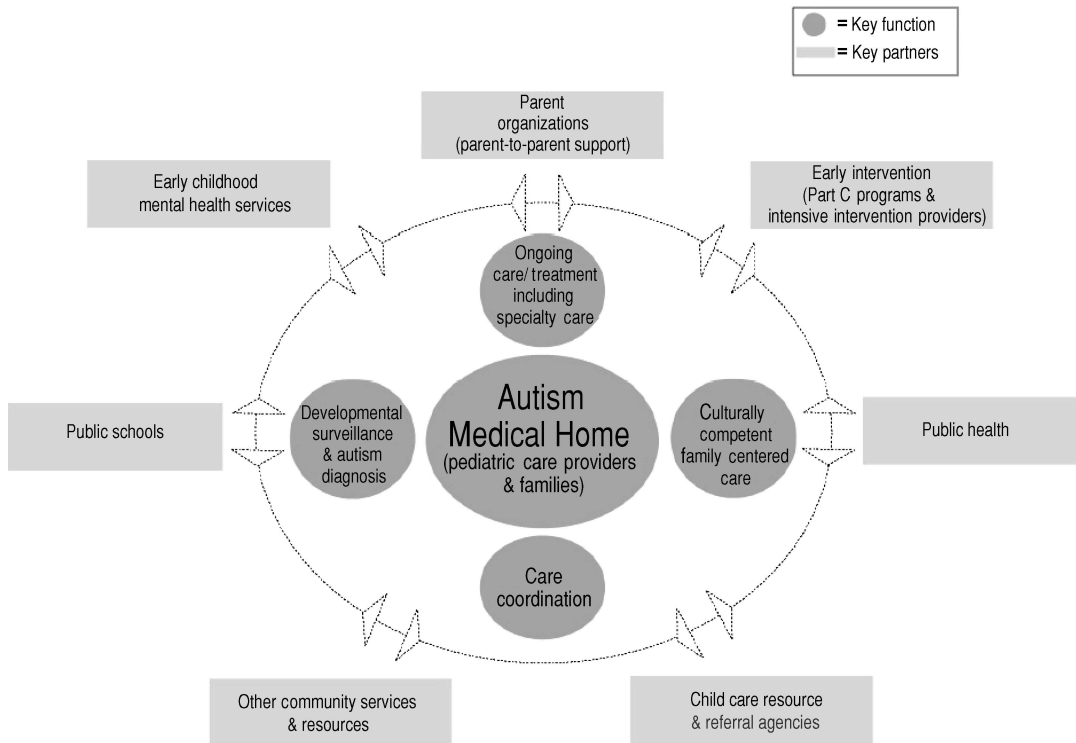 = Key function
= Key partners
Parent
organizations
(parent-to-parent support)
Early childhood
mental health services
Early intervention
(Part C programs &
intensive intervention providers)
Ongoing
care/ treatment
including
specialty care
Public schools
Developmental
surveillance
& autism
diagnosis
Autism
Medical Home
(pediatric care providers
& families)
Culturally
competent
family centered
care
Public health
Care
coordination
Other community services
& resources
Child care resource
& referral agencies